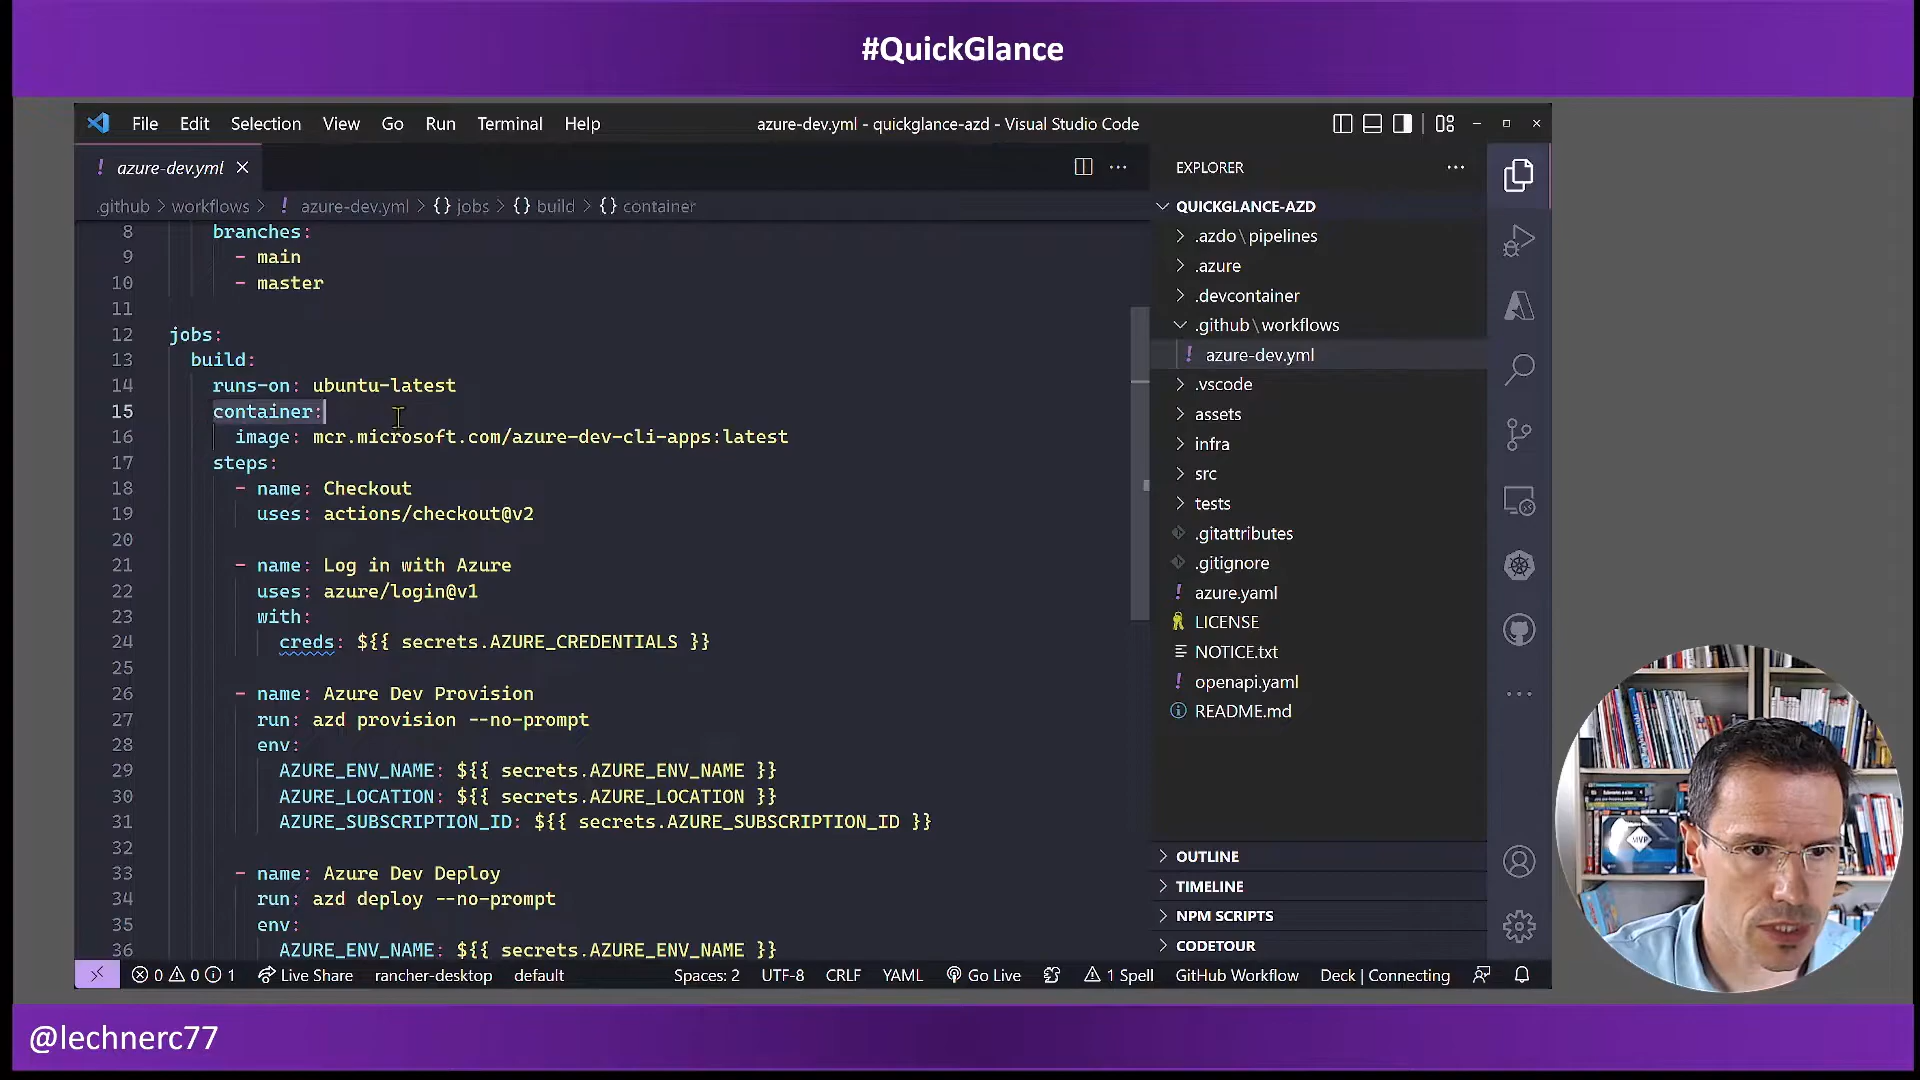 #QuickGlance
File Edit Selection View Go Run Terminal Help
azure-dev.yml - quickglance-azd - Visual Studio Code
! azure-dev.yml
.github > workflows > ! azure-dev.yml > {} jobs > {} build > {} container
8 branches:
9 - main
10 - master
11
12 jobs:
13 build:
14 runs-on: ubuntu-latest
15 container:
16 image: mcr.microsoft.com/azure-dev-cli-apps:latest
17 steps:
18 - name: Checkout
19 uses: actions/checkout@v2
20
21 - name: Log in with Azure
22 uses: azure/login@v1
23 with:
24 creds: ${{ secrets.AZURE_CREDENTIALS }}
25
26 - name: Azure Dev Provision
27 run: azd provision --no-prompt
28 env:
29 AZURE_ENV_NAME: ${{ secrets.AZURE_ENV_NAME }}
30 AZURE_LOCATION: ${{ secrets.AZURE_LOCATION }}
31 AZURE_SUBSCRIPTION_ID: ${{ secrets.AZURE_SUBSCRIPTION_ID }}
32
33 - name: Azure Dev Deploy
34 run: azd deploy --no-prompt
35 env:
36 AZURE_ENV_NAME: ${{ secrets.AZURE_ENV_NAME }}
EXPLORER
QUICKGLANCE-AZD
.azdo\pipelines
.azure
.devcontainer
.github\workflows
! azure-dev.yml
.vscode
assets
infra
src
tests
.gitattributes
.gitignore
! azure.yaml
LICENSE
NOTICE.txt
! openapi.yaml
README.md
OUTLINE
TIMELINE
NPM SCRIPTS
CODETOUR
0 0 1 Live Share rancher-desktop default Spaces: 2 UTF-8 CRLF YAML Go Live 1 Spell GitHub Workflow Deck | Connecting
MVP
@lechnerc77